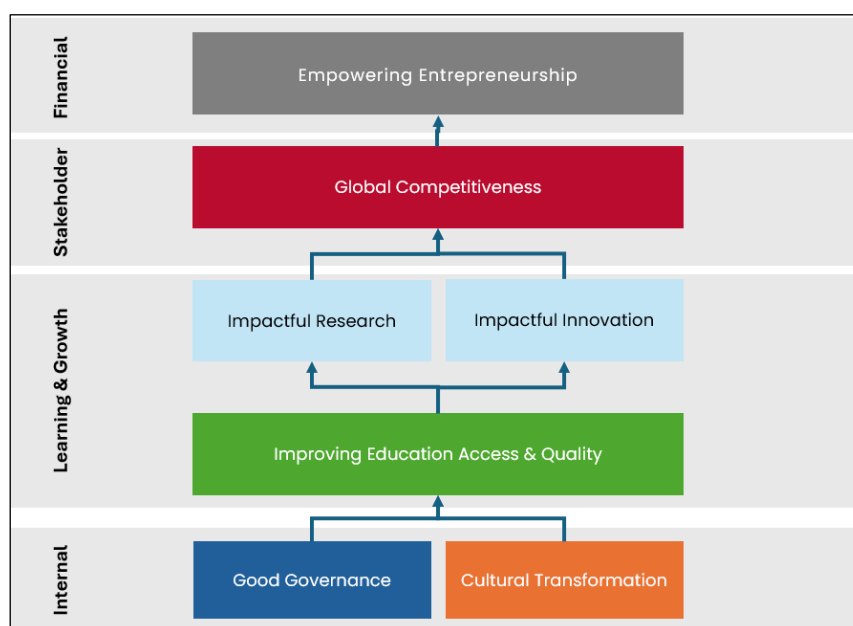 Financial
Empowering Entrepreneurship
Stakeholder
Global Competitiveness
Learning & Growth
Impactful Research
Impactful Innovation
Improving Education Access & Quality
Internal
Good Governance
Cultural Transformation